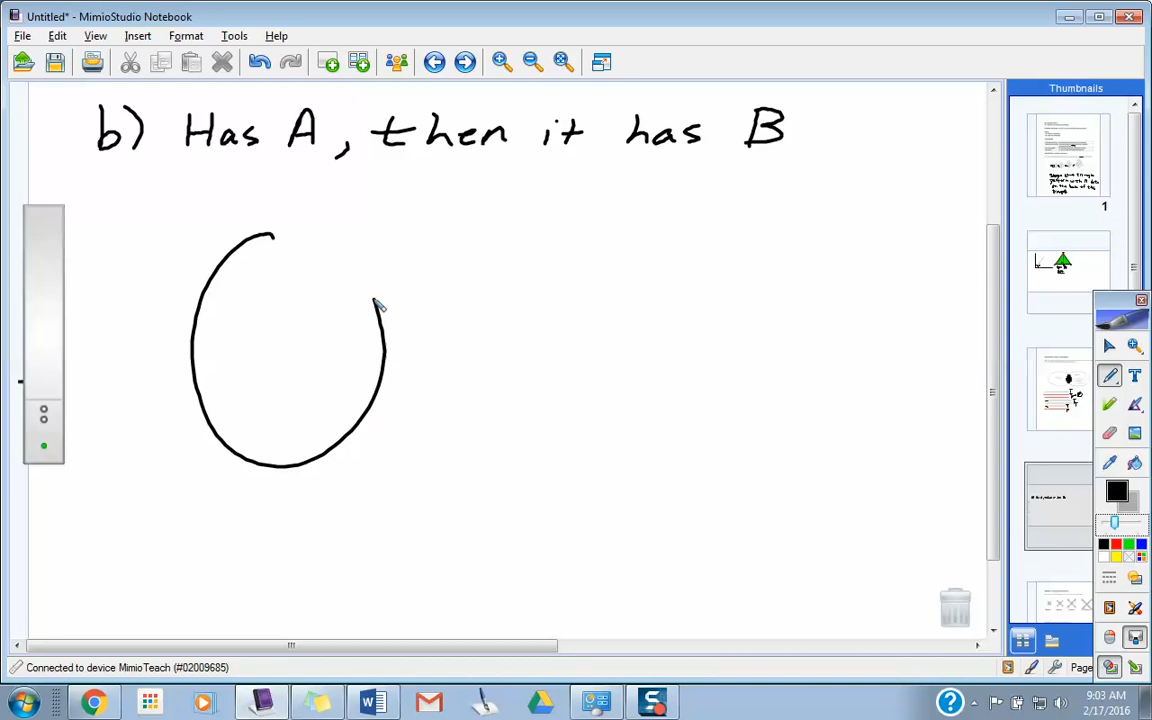 Untitled* - MimioStudio Notebook
File Edit View Insert Format Tools Help
Thumbnails
b) Has A, then it has B
1
Connected to device MimioTeach (#02009685)
Page
9:03 AM
2/17/2016